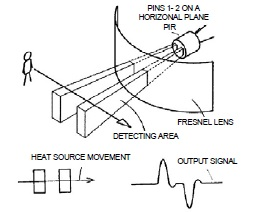 PINS 1- 2 ON A
HORIZONAL PLANE
PIR
FRESNEL LENS
DETECTING AREA
HEAT SOURCE MOVEMENT
OUTPUT SIGNAL